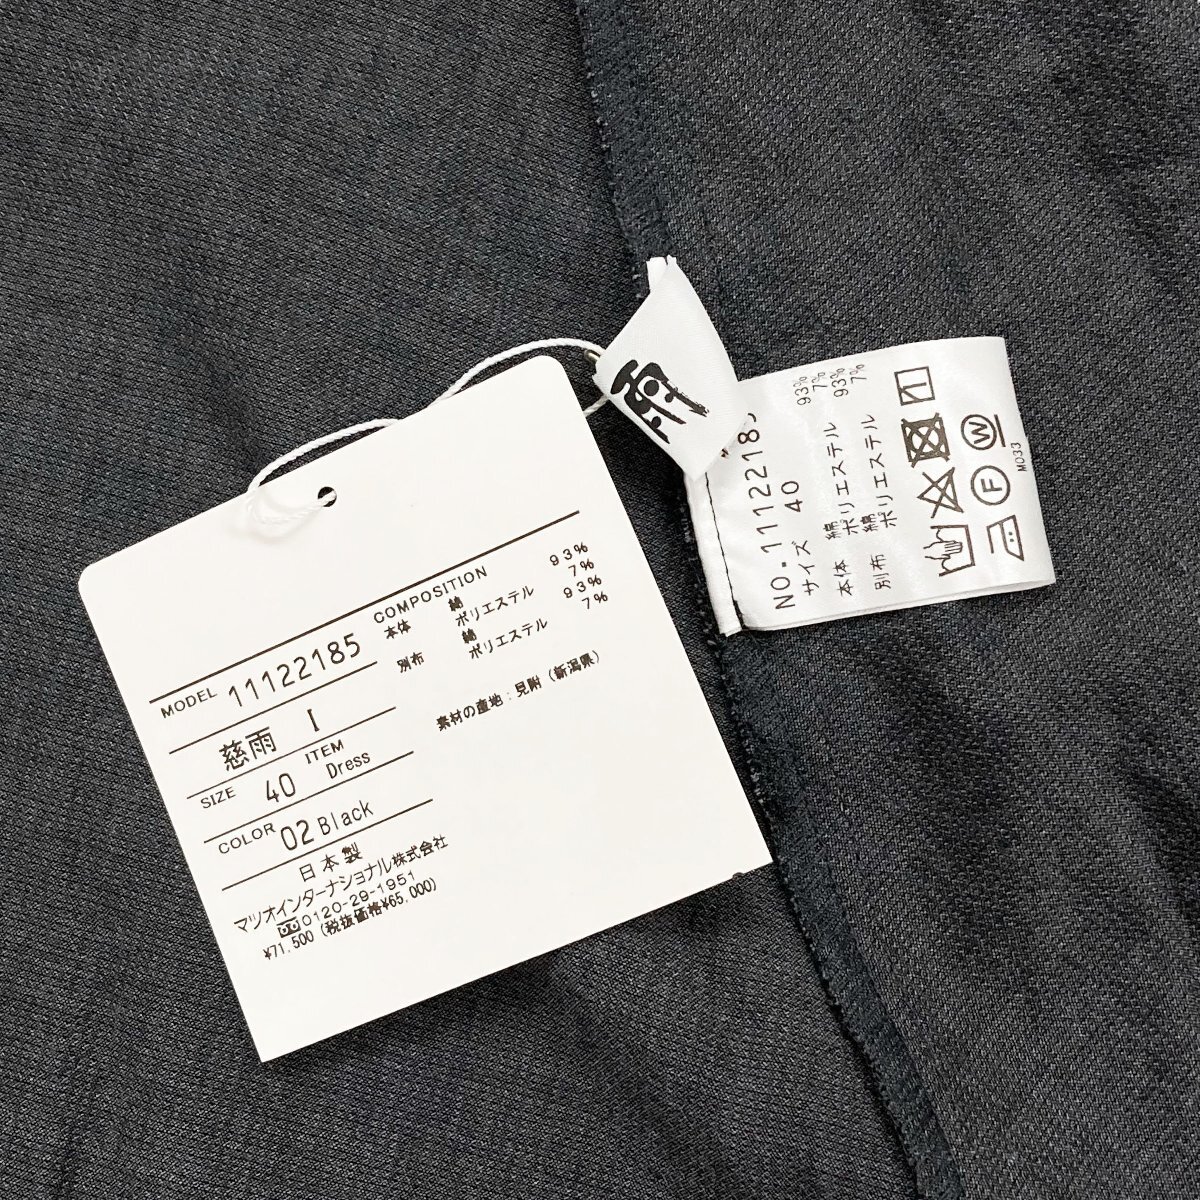 MODEL 11122185
慈雨 I
SIZE 40 ITEM Dress
COLOR 02 Black
日本製
マツオインターナショナル株式会社
0120-29-1951
¥71,500 (税抜価格¥65,000)
COMPOSITION
本体 綿 93%
ポリエステル 7%
別布 綿 93%
ポリエステル 7%
素材の産地:見附(新潟県)
雨
NO.11122185
サイズ 40
本体 綿 93%
ポリエステル 7%
別布 綿 93%
ポリエステル 7%
F W
M033